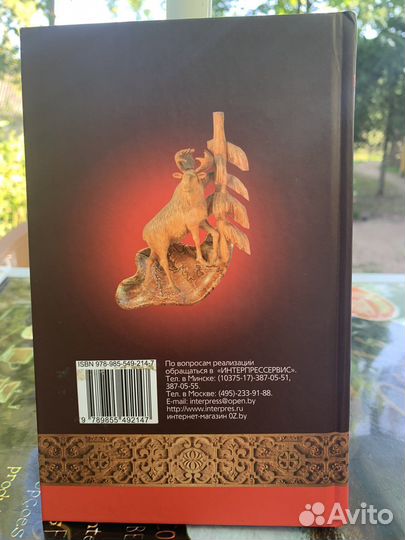 ISBN 978-985-549-214-7
9 789855 492147
По вопросам реализации
обращаться в «ИНТЕРПРЕССЕРВИС».
Тел. в Минске: (10375-17)-387-05-51,
387-05-55.
Тел. в Москве: (495)-233-91-88.
E-mail: interpress@open.by
http://www.interpres.ru
интернет-магазин OZ.by
Avito